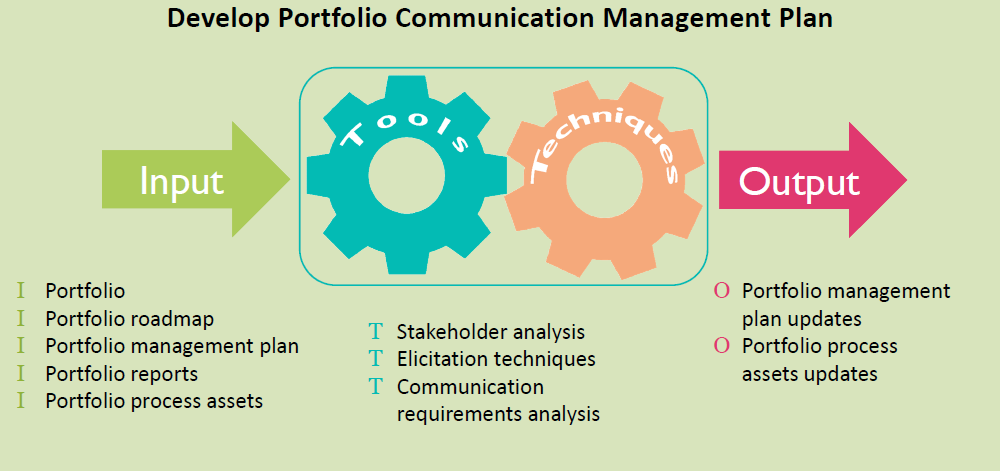 Develop Portfolio Communication Management Plan
Input
Tools
Techniques
Output
I Portfolio
I Portfolio roadmap
I Portfolio management plan
I Portfolio reports
I Portfolio process assets
T Stakeholder analysis
T Elicitation techniques
T Communication
requirements analysis
O Portfolio management
plan updates
O Portfolio process
assets updates